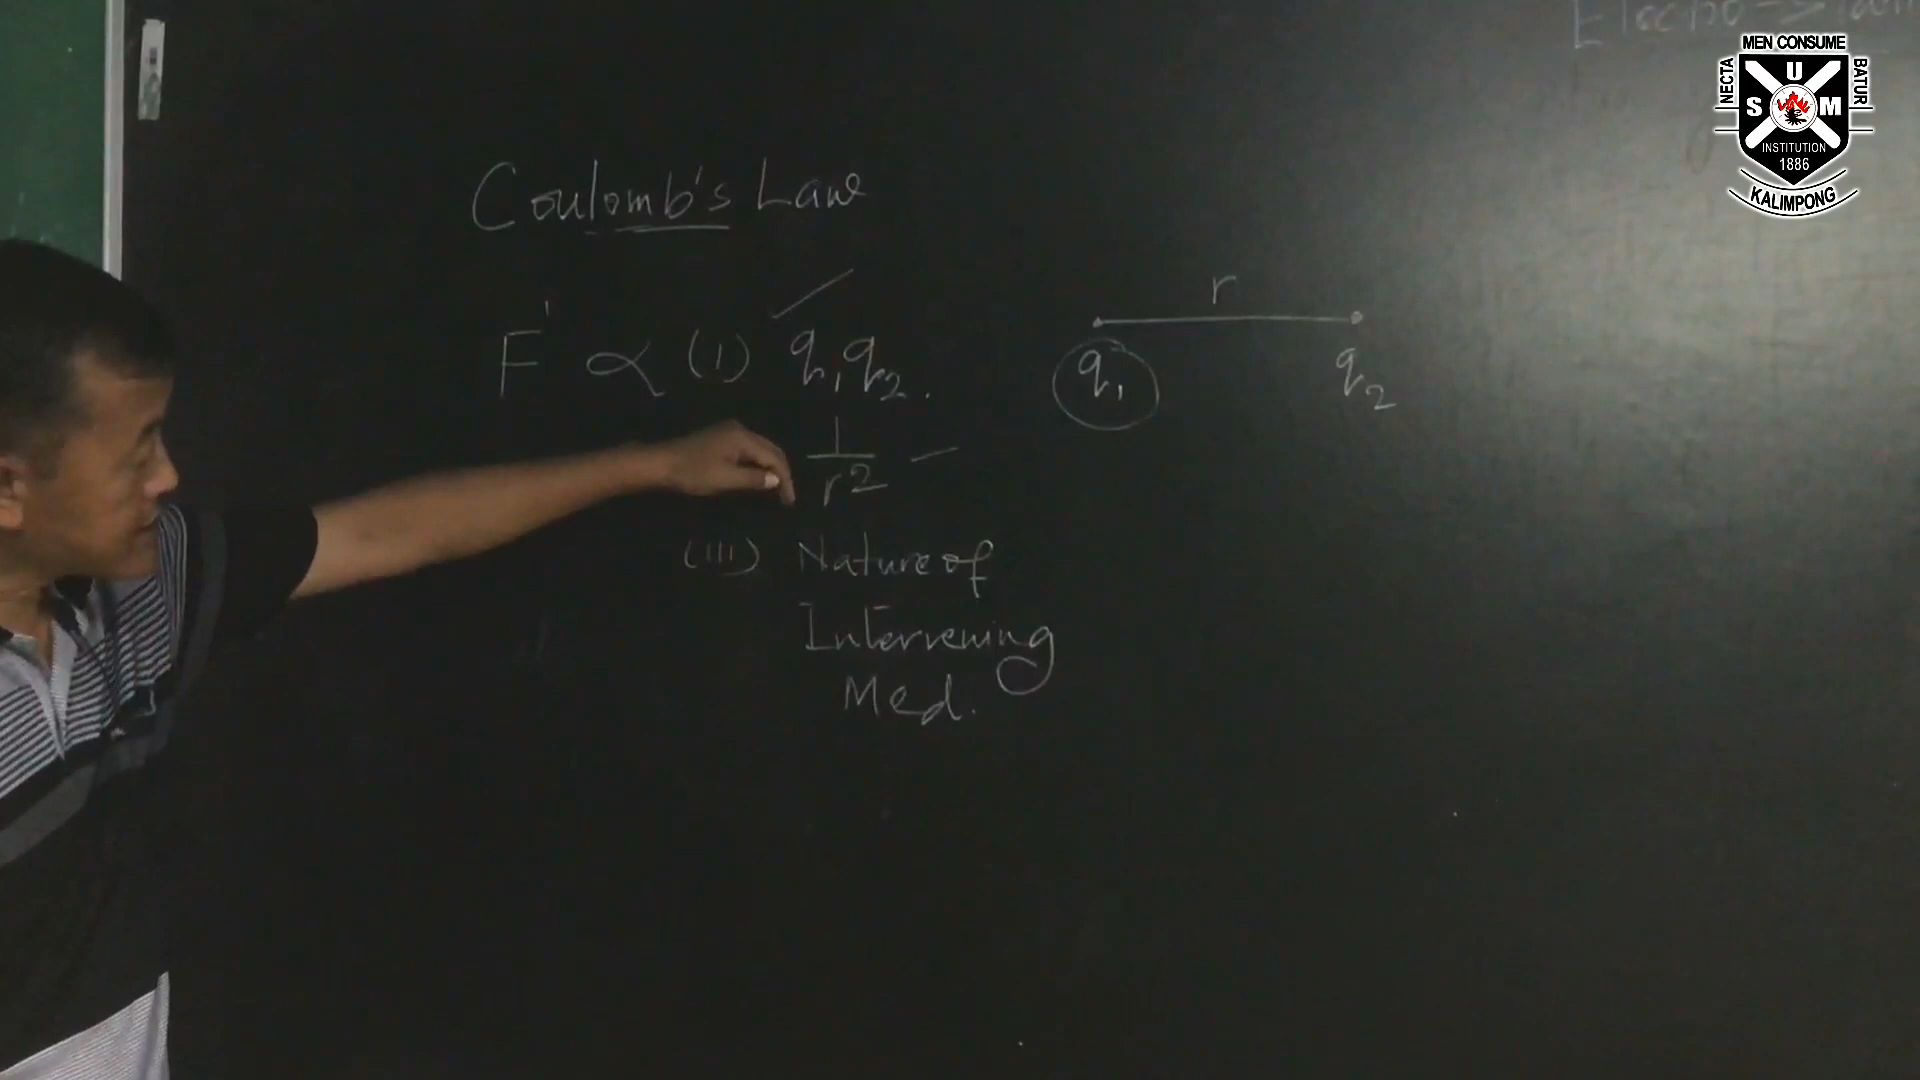 Coulomb's Law
F ∝ (I) q1q2.
1/r²
(III) Nature of
Intervening
Med.
r
q1 q2
MEN CONSUME
NECTA
BATUR
U
S M
INSTITUTION
1886
KALIMPONG